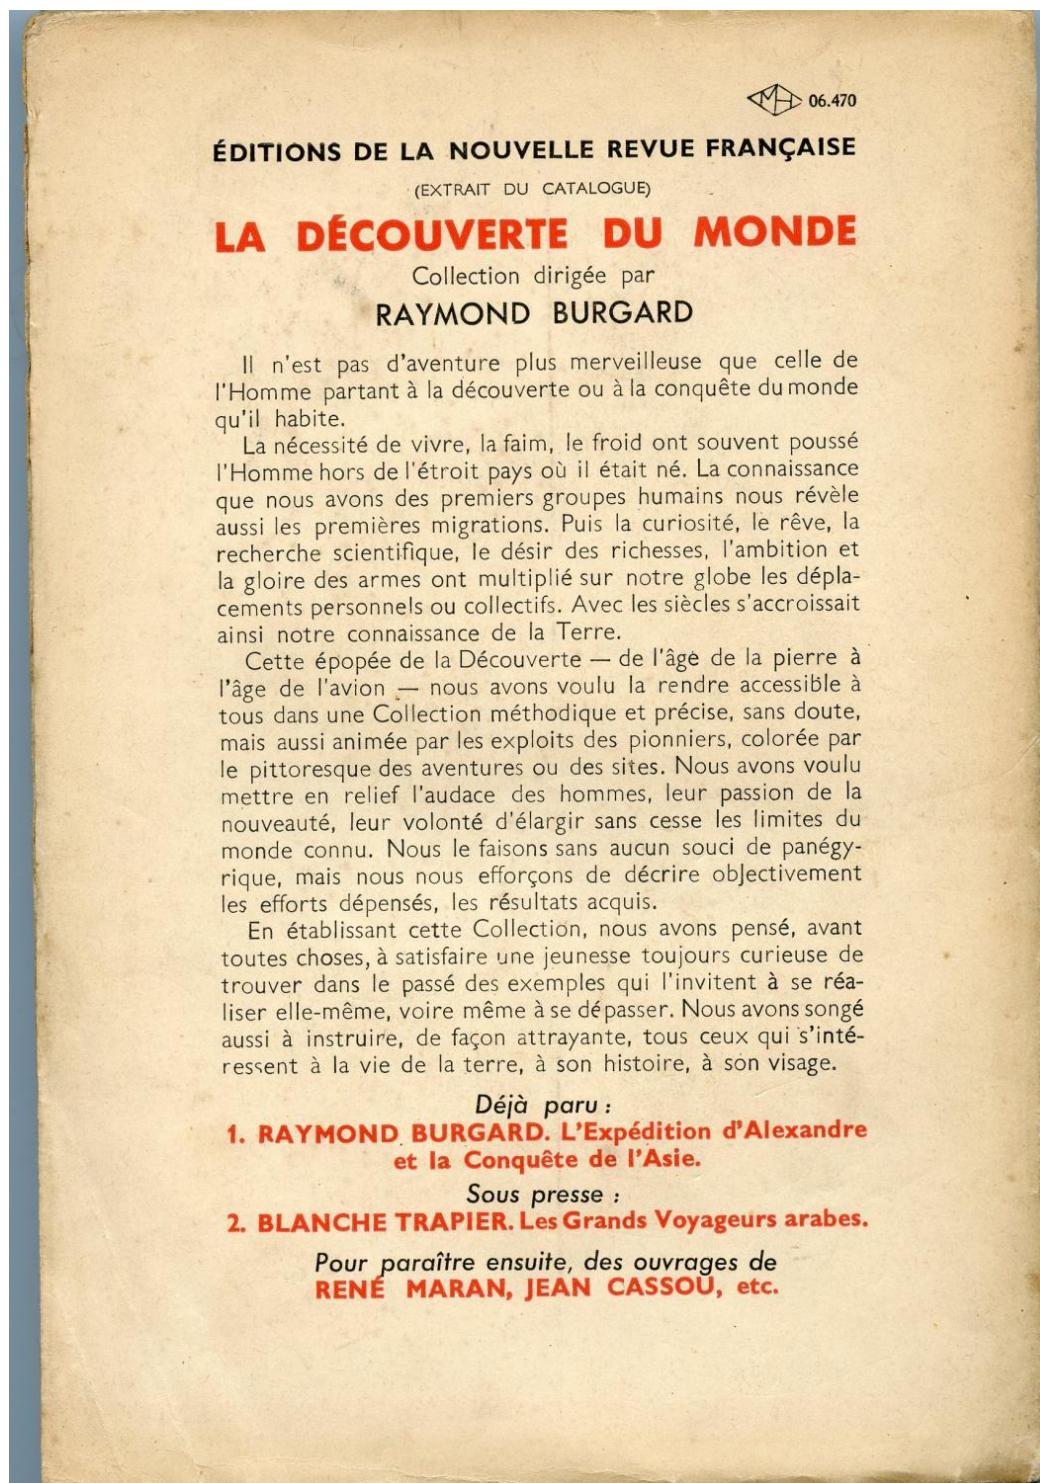 MH 06.470
ÉDITIONS DE LA NOUVELLE REVUE FRANÇAISE
(EXTRAIT DU CATALOGUE)
LA DÉCOUVERTE DU MONDE
Collection dirigée par
RAYMOND BURGARD
Il n'est pas d'aventure plus merveilleuse que celle de
l'Homme partant à la découverte ou à la conquête du monde
qu'il habite.
La nécessité de vivre, la faim, le froid ont souvent poussé
l'Homme hors de l'étroit pays où il était né. La connaissance
que nous avons des premiers groupes humains nous révèle
aussi les premières migrations. Puis la curiosité, le rêve, la
recherche scientifique, le désir des richesses, l'ambition et
la gloire des armes ont multiplié sur notre globe les dépla-
cements personnels ou collectifs. Avec les siècles s'accroissait
ainsi notre connaissance de la Terre.
Cette épopée de la Découverte — de l'âge de la pierre à
l'âge de l'avion — nous avons voulu la rendre accessible à
tous dans une Collection méthodique et précise, sans doute,
mais aussi animée par les exploits des pionniers, colorée par
le pittoresque des aventures ou des sites. Nous avons voulu
mettre en relief l'audace des hommes, leur passion de la
nouveauté, leur volonté d'élargir sans cesse les limites du
monde connu. Nous le faisons sans aucun souci de panégy-
rique, mais nous nous efforçons de décrire objectivement
les efforts dépensés, les résultats acquis.
En établissant cette Collection, nous avons pensé, avant
toutes choses, à satisfaire une jeunesse toujours curieuse de
trouver dans le passé des exemples qui l'invitent à se réa-
liser elle-même, voire même à se dépasser. Nous avons songé
aussi à instruire, de façon attrayante, tous ceux qui s'inté-
ressent à la vie de la terre, à son histoire, à son visage.
Déjà paru :
1. RAYMOND BURGARD. L'Expédition d'Alexandre
et la Conquête de l'Asie.
Sous presse :
2. BLANCHE TRAPIER. Les Grands Voyageurs arabes.
Pour paraître ensuite, des ouvrages de
RENÉ MARAN, JEAN CASSOU, etc.